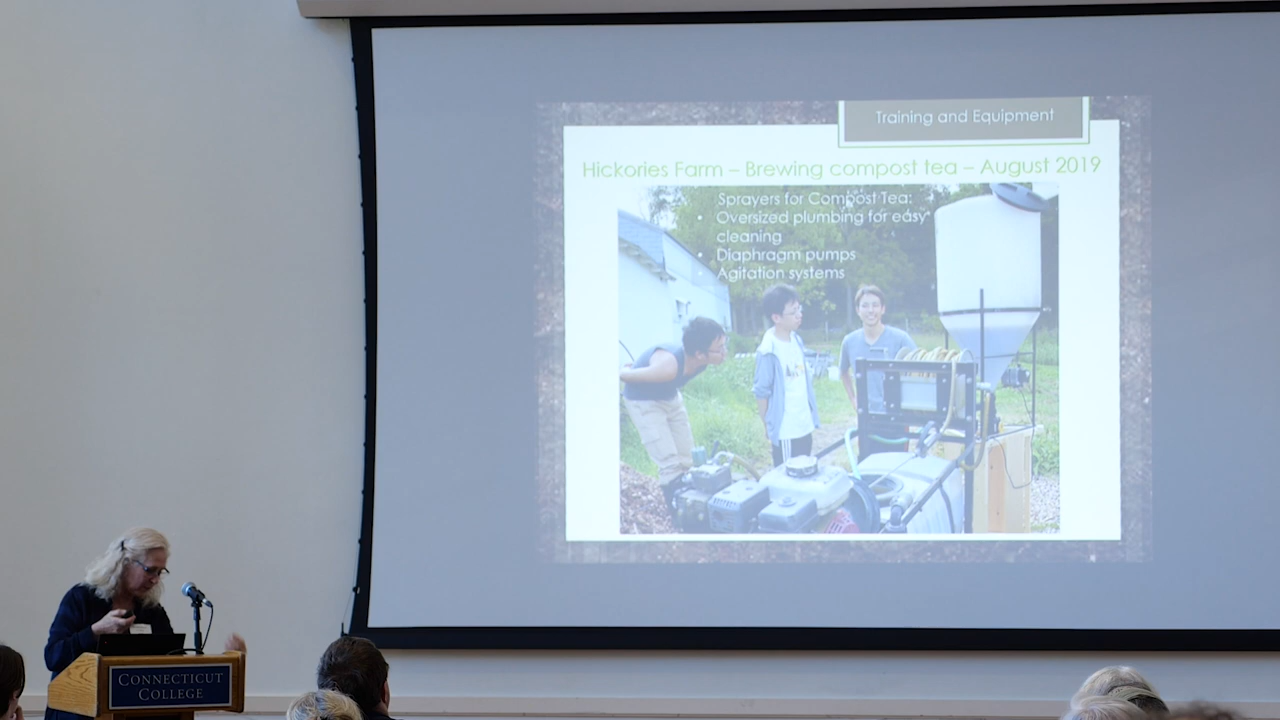 Training and Equipment
Hickories Farm – Brewing compost tea – August 2019
Sprayers for Compost Tea:
• Oversized plumbing for easy
cleaning
• Diaphragm pumps
• Agitation systems
CONNECTICUT
COLLEGE